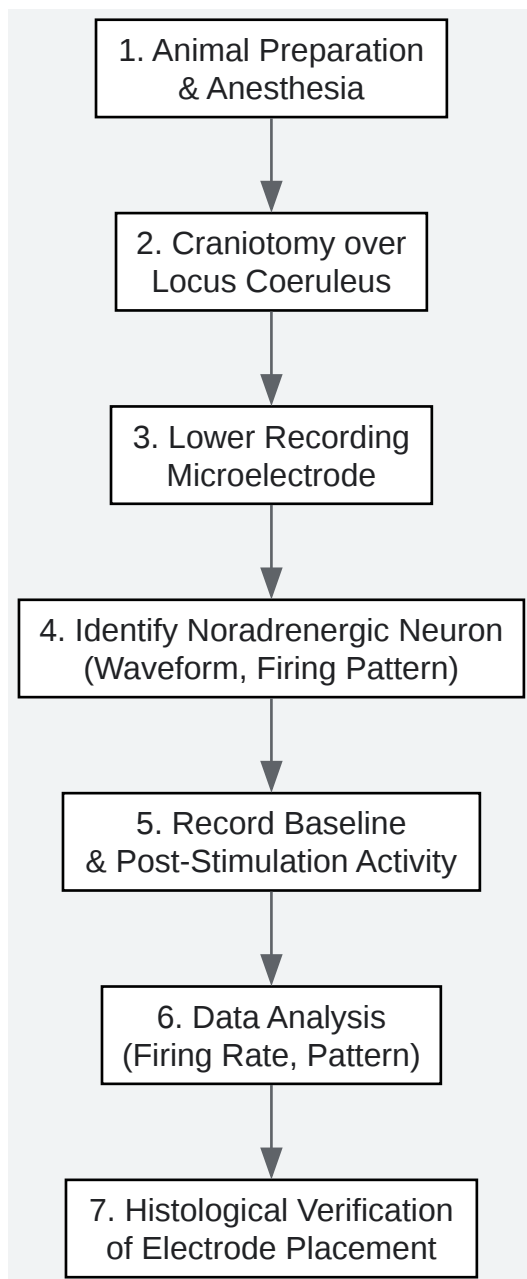 1. Animal Preparation
& Anesthesia
2. Craniotomy over
Locus Coeruleus
3. Lower Recording
Microelectrode
4. Identify Noradrenergic Neuron
(Waveform, Firing Pattern)
5. Record Baseline
& Post-Stimulation Activity
6. Data Analysis
(Firing Rate, Pattern)
7. Histological Verification
of Electrode Placement